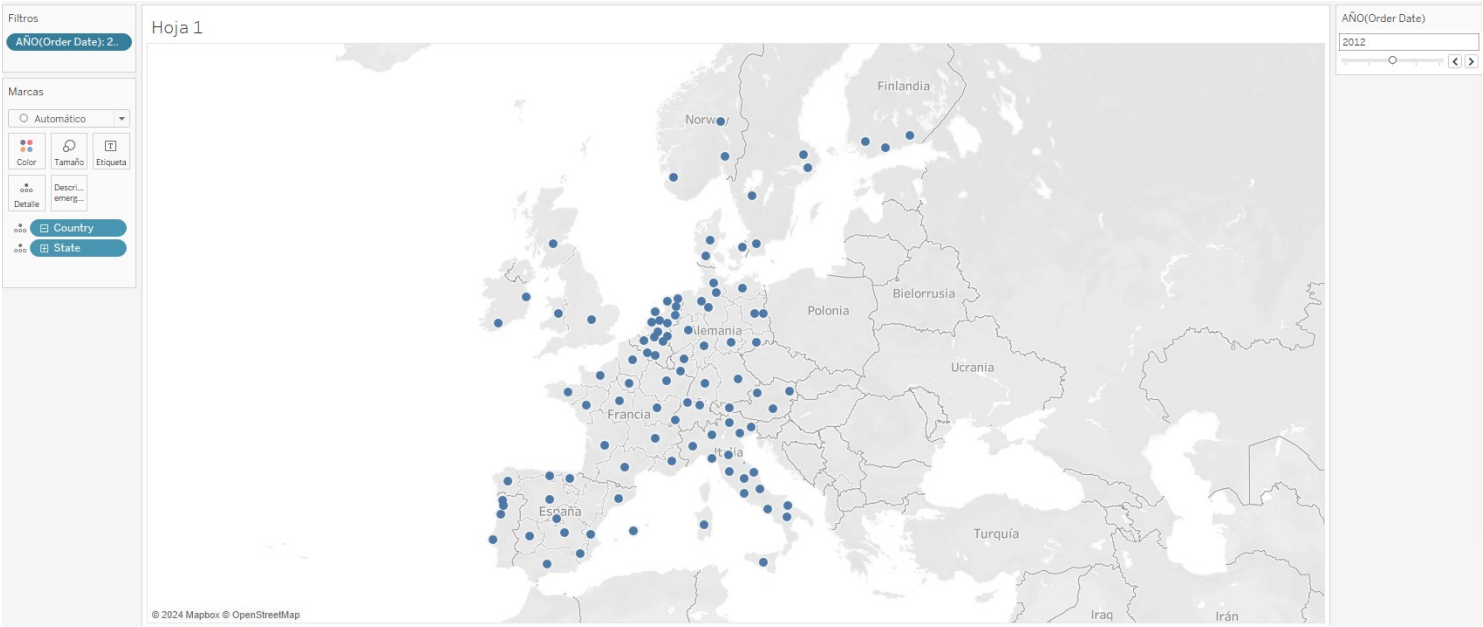 Filtros
AÑO(Order Date): 2..
Marcas
Automático
Color
Tamaño
Etiqueta
Detalle
Descri...
emerg...
Country
State
Hoja 1
Finlandia
Norway
Bielorrusia
Polonia
Alemania
Ucrania
Francia
Italia
España
Turquía
Iraq
Irán
© 2024 Mapbox © OpenStreetMap
AÑO(Order Date)
2012